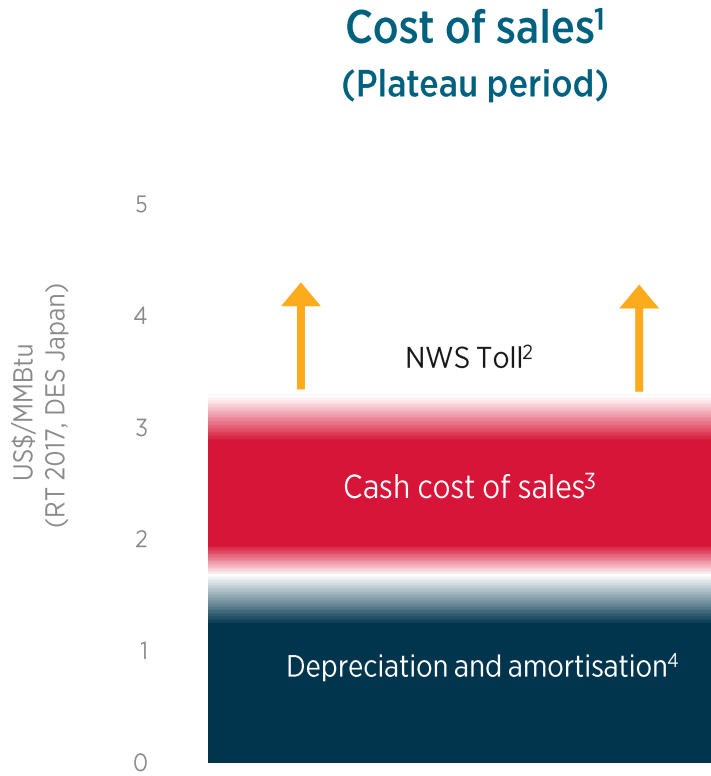 Cost of sales¹
(Plateau period)
5
4
3
2
1
0
US$/MMBtu
(RT 2017, DES Japan)
NWS Toll²
Cash cost of sales³
Depreciation and amortisation⁴